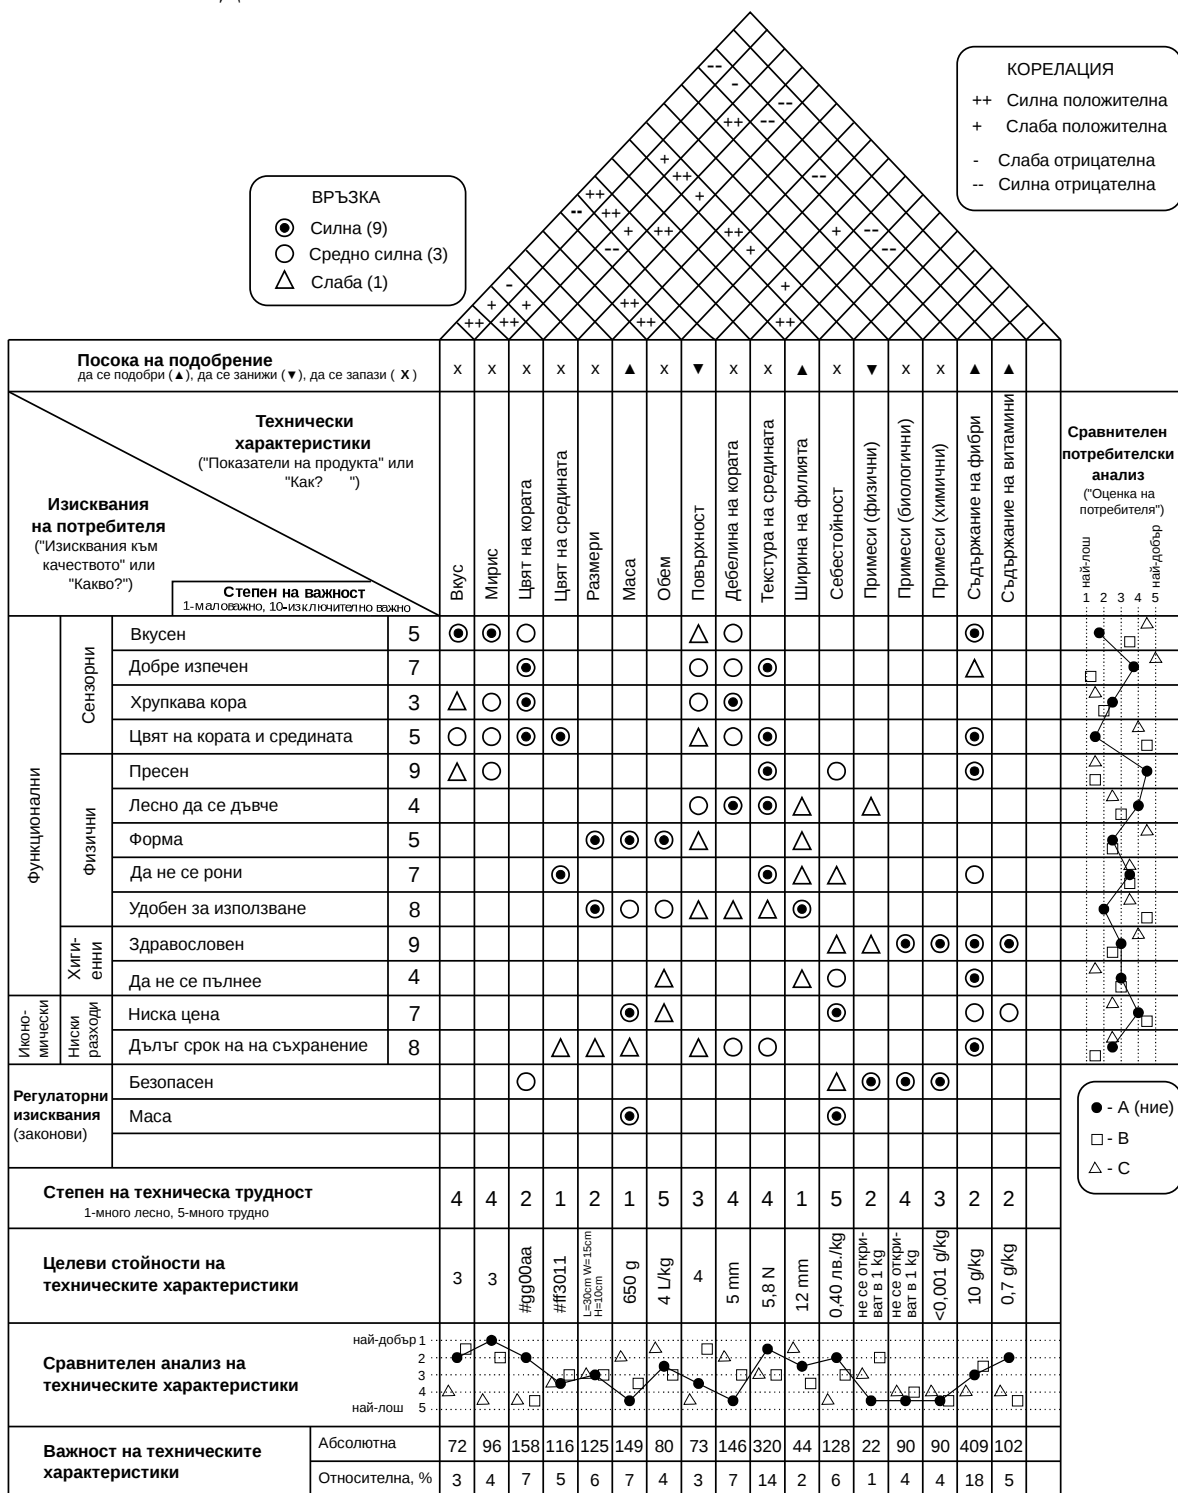 КОРЕЛАЦИЯ
++ Силна положителна
+ Слаба положителна
- Слаба отрицателна
-- Силна отрицателна
ВРЪЗКА
Силна (9)
Средно силна (3)
Слаба (1)
Посока на подобрение
да се подобри (▲), да се занижи (▼), да се запази ( X )
x x x x x ▲ x ▼ x x ▲ x ▼ x x ▲ ▲
Технически
характеристики
("Показатели на продукта" или
"Как? ")
Изисквания
на потребителя
("Изисквания към
качеството" или
"Какво?")
Степен на важност
1-маловажно, 10-изключително важно
Вкус
Мирис
Цвят на кората
Цвят на средината
Размери
Маса
Обем
Повърхност
Дебелина на кората
Текстура на средината
Ширина на филията
Себестойност
Примеси (физични)
Примеси (биологични)
Примеси (химични)
Съдържание на фибри
Съдържание на витамини
Сравнителен
потребителски
анализ
("Оценка на
потребителя")
най-лош
най-добър
1 2 3 4 5
Функционални
Сензорни
Вкусен 5
Добре изпечен 7
Хрупкава кора 3
Цвят на кората и средината 5
Физични
Пресен 9
Лесно да се дъвче 4
Форма 5
Да не се рони 7
Удобен за използване 8
Хиги-
енни
Здравословен 9
Да не се пълнее 4
Иконо-
мически
Ниски
разходи
Ниска цена 7
Дълъг срок на на съхранение 8
Регулаторни
изисквания
(законови)
Безопасен
Маса
- А (ние)
- B
- C
Степен на техническа трудност
1-много лесно, 5-много трудно
4 4 2 1 2 1 5 3 4 4 1 5 2 4 3 2 2
Целеви стойности на
техническите характеристики
3
3
#gg00aa
#ff3011
L=30cm W=15cm
H=10cm
650 g
4 L/kg
4
5 mm
5,8 N
12 mm
0,40 лв./kg
не се откри-
ват в 1 kg
не се откри-
ват в 1 kg
<0,001 g/kg
10 g/kg
0,7 g/kg
Сравнителен анализ на
техническите характеристики
най-добър 1
2
3
4
най-лош 5
Важност на техническите
характеристики
Абсолютна 72 96 158 116 125 149 80 73 146 320 44 128 22 90 90 409 102
Относителна, % 3 4 7 5 6 7 4 3 7 14 2 6 1 4 4 18 5